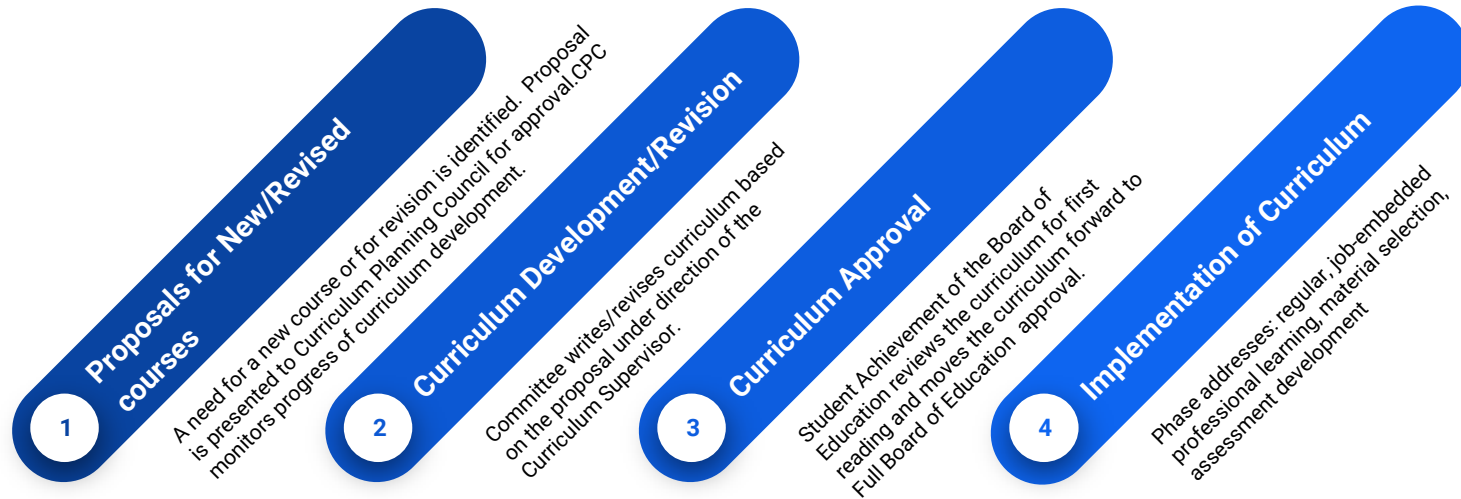 1
Proposals for New/Revised
courses
A need for a new course or for revision is identified. Proposal
is presented to Curriculum Planning Council for approval.CPC
monitors progress of curriculum development.
2
Curriculum Development/Revision
Committee writes/revises curriculum based
on the proposal under direction of the
Curriculum Supervisor.
3
Curriculum Approval
Student Achievement of the Board of
Education reviews the curriculum for first
reading and moves the curriculum forward to
Full Board of Education approval.
4
Implementation of Curriculum
Phase addresses: regular, job-embedded
professional learning, material selection,
assessment development